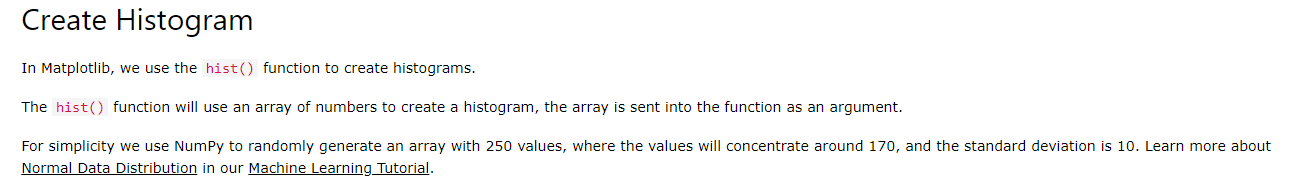 Create Histogram
In Matplotlib, we use the hist() function to create histograms.
The hist() function will use an array of numbers to create a histogram, the array is sent into the function as an argument.
For simplicity we use NumPy to randomly generate an array with 250 values, where the values will concentrate around 170, and the standard deviation is 10. Learn more about
Normal Data Distribution in our Machine Learning Tutorial.